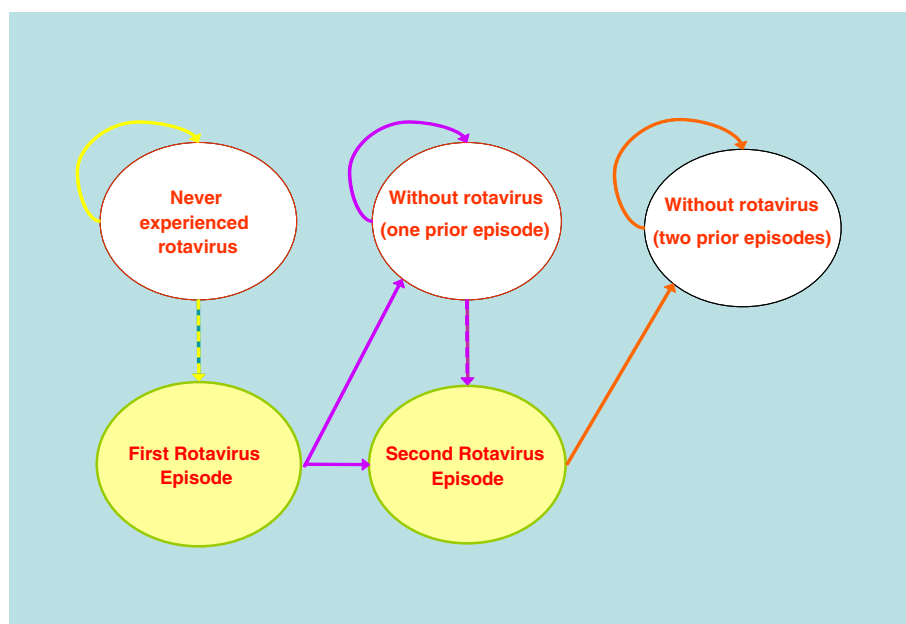 Never
experienced
rotavirus
Without rotavirus
(one prior episode)
Without rotavirus
(two prior episodes)
First Rotavirus
Episode
Second Rotavirus
Episode